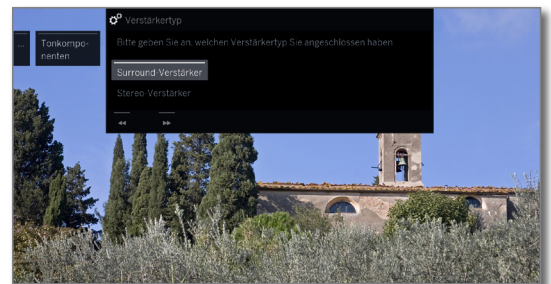 Verstärkertyp
...
Tonkompo-
nenten
Bitte geben Sie an, welchen Verstärkertyp Sie angeschlossen haben
Surround-Verstärker
Stereo-Verstärker